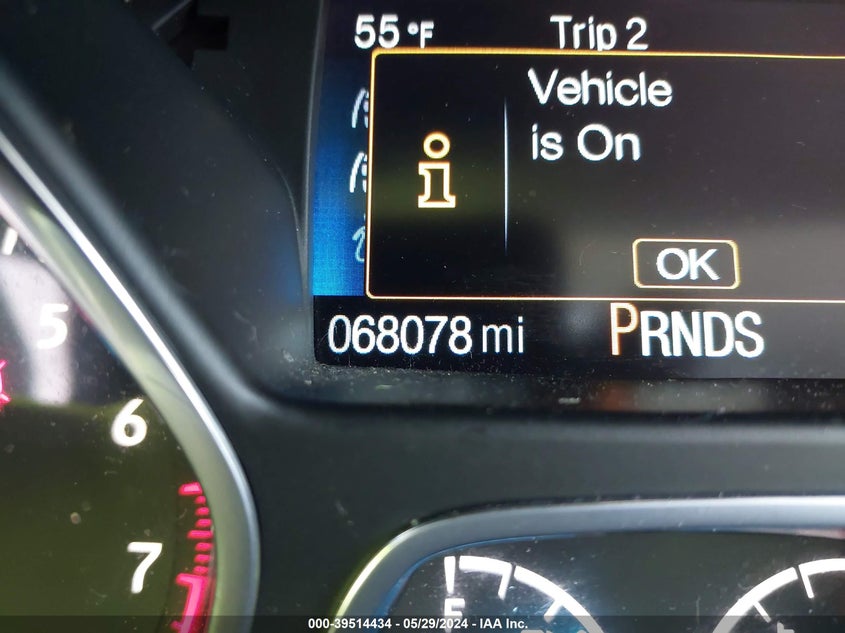 55 °F Trip 2
Vehicle
is On
OK
068078 mi PRNDS
5
6
7
F
000-39514434 - 05/29/2024 - IAA Inc.